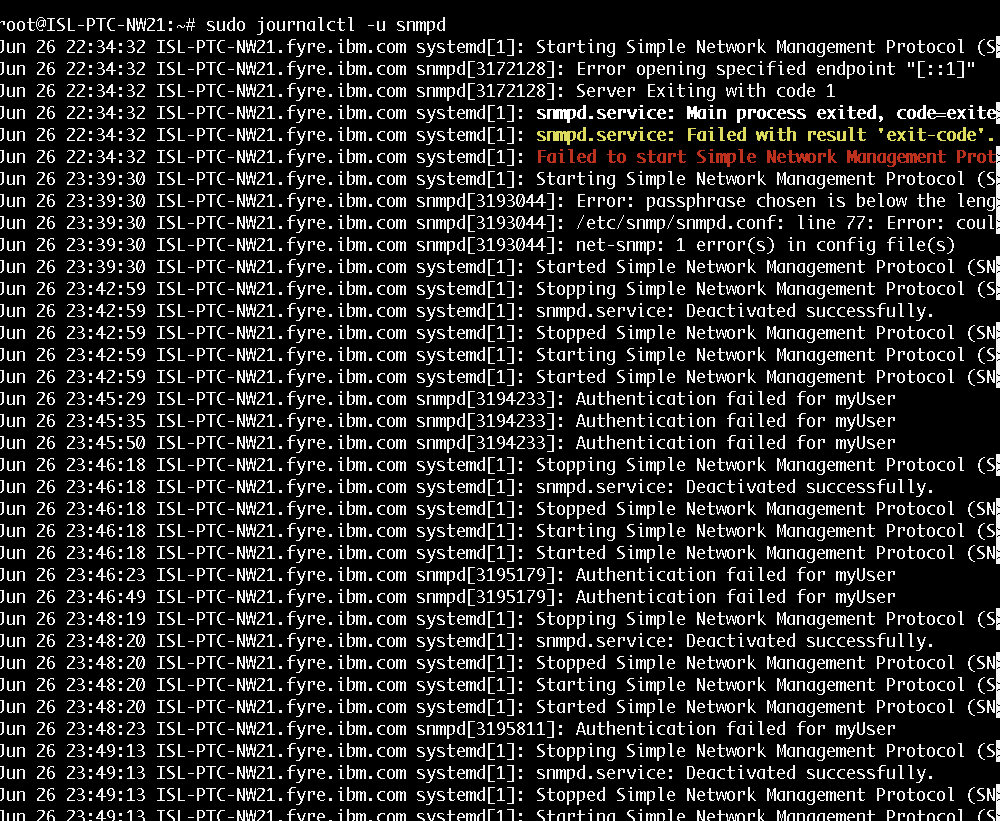 root@ISL-PTC-NW21:~# sudo journalctl -u snmpd
Jun 26 22:34:32 ISL-PTC-NW21.fyre.ibm.com systemd[1]: Starting Simple Network Management Protocol (S
Jun 26 22:34:32 ISL-PTC-NW21.fyre.ibm.com snmpd[3172128]: Error opening specified endpoint "[::1]"
Jun 26 22:34:32 ISL-PTC-NW21.fyre.ibm.com snmpd[3172128]: Server Exiting with code 1
Jun 26 22:34:32 ISL-PTC-NW21.fyre.ibm.com systemd[1]: snmpd.service: Main process exited, code=exite
Jun 26 22:34:32 ISL-PTC-NW21.fyre.ibm.com systemd[1]: snmpd.service: Failed with result 'exit-code'.
Jun 26 22:34:32 ISL-PTC-NW21.fyre.ibm.com systemd[1]: Failed to start Simple Network Management Prot
Jun 26 23:39:30 ISL-PTC-NW21.fyre.ibm.com systemd[1]: Starting Simple Network Management Protocol (S
Jun 26 23:39:30 ISL-PTC-NW21.fyre.ibm.com snmpd[3193044]: Error: passphrase chosen is below the leng
Jun 26 23:39:30 ISL-PTC-NW21.fyre.ibm.com snmpd[3193044]: /etc/snmp/snmpd.conf: line 77: Error: coul
Jun 26 23:39:30 ISL-PTC-NW21.fyre.ibm.com snmpd[3193044]: net-snmp: 1 error(s) in config file(s)
Jun 26 23:39:30 ISL-PTC-NW21.fyre.ibm.com systemd[1]: Started Simple Network Management Protocol (SN
Jun 26 23:42:59 ISL-PTC-NW21.fyre.ibm.com systemd[1]: Stopping Simple Network Management Protocol (S
Jun 26 23:42:59 ISL-PTC-NW21.fyre.ibm.com systemd[1]: snmpd.service: Deactivated successfully.
Jun 26 23:42:59 ISL-PTC-NW21.fyre.ibm.com systemd[1]: Stopped Simple Network Management Protocol (SN
Jun 26 23:42:59 ISL-PTC-NW21.fyre.ibm.com systemd[1]: Starting Simple Network Management Protocol (S
Jun 26 23:42:59 ISL-PTC-NW21.fyre.ibm.com systemd[1]: Started Simple Network Management Protocol (SN
Jun 26 23:45:29 ISL-PTC-NW21.fyre.ibm.com snmpd[3194233]: Authentication failed for myUser
Jun 26 23:45:35 ISL-PTC-NW21.fyre.ibm.com snmpd[3194233]: Authentication failed for myUser
Jun 26 23:45:50 ISL-PTC-NW21.fyre.ibm.com snmpd[3194233]: Authentication failed for myUser
Jun 26 23:46:18 ISL-PTC-NW21.fyre.ibm.com systemd[1]: Stopping Simple Network Management Protocol (S
Jun 26 23:46:18 ISL-PTC-NW21.fyre.ibm.com systemd[1]: snmpd.service: Deactivated successfully.
Jun 26 23:46:18 ISL-PTC-NW21.fyre.ibm.com systemd[1]: Stopped Simple Network Management Protocol (SN
Jun 26 23:46:18 ISL-PTC-NW21.fyre.ibm.com systemd[1]: Starting Simple Network Management Protocol (S
Jun 26 23:46:18 ISL-PTC-NW21.fyre.ibm.com systemd[1]: Started Simple Network Management Protocol (SN
Jun 26 23:46:23 ISL-PTC-NW21.fyre.ibm.com snmpd[3195179]: Authentication failed for myUser
Jun 26 23:46:49 ISL-PTC-NW21.fyre.ibm.com snmpd[3195179]: Authentication failed for myUser
Jun 26 23:48:19 ISL-PTC-NW21.fyre.ibm.com systemd[1]: Stopping Simple Network Management Protocol (S
Jun 26 23:48:20 ISL-PTC-NW21.fyre.ibm.com systemd[1]: snmpd.service: Deactivated successfully.
Jun 26 23:48:20 ISL-PTC-NW21.fyre.ibm.com systemd[1]: Stopped Simple Network Management Protocol (SN
Jun 26 23:48:20 ISL-PTC-NW21.fyre.ibm.com systemd[1]: Starting Simple Network Management Protocol (S
Jun 26 23:48:20 ISL-PTC-NW21.fyre.ibm.com systemd[1]: Started Simple Network Management Protocol (SN
Jun 26 23:48:23 ISL-PTC-NW21.fyre.ibm.com snmpd[3195811]: Authentication failed for myUser
Jun 26 23:49:13 ISL-PTC-NW21.fyre.ibm.com systemd[1]: Stopping Simple Network Management Protocol (S
Jun 26 23:49:13 ISL-PTC-NW21.fyre.ibm.com systemd[1]: snmpd.service: Deactivated successfully.
Jun 26 23:49:13 ISL-PTC-NW21.fyre.ibm.com systemd[1]: Stopped Simple Network Management Protocol (SN
Jun 26 23:49:13 ISL-PTC-NW21.fyre.ibm.com systemd[1]: Starting Simple Network Management Protocol (S